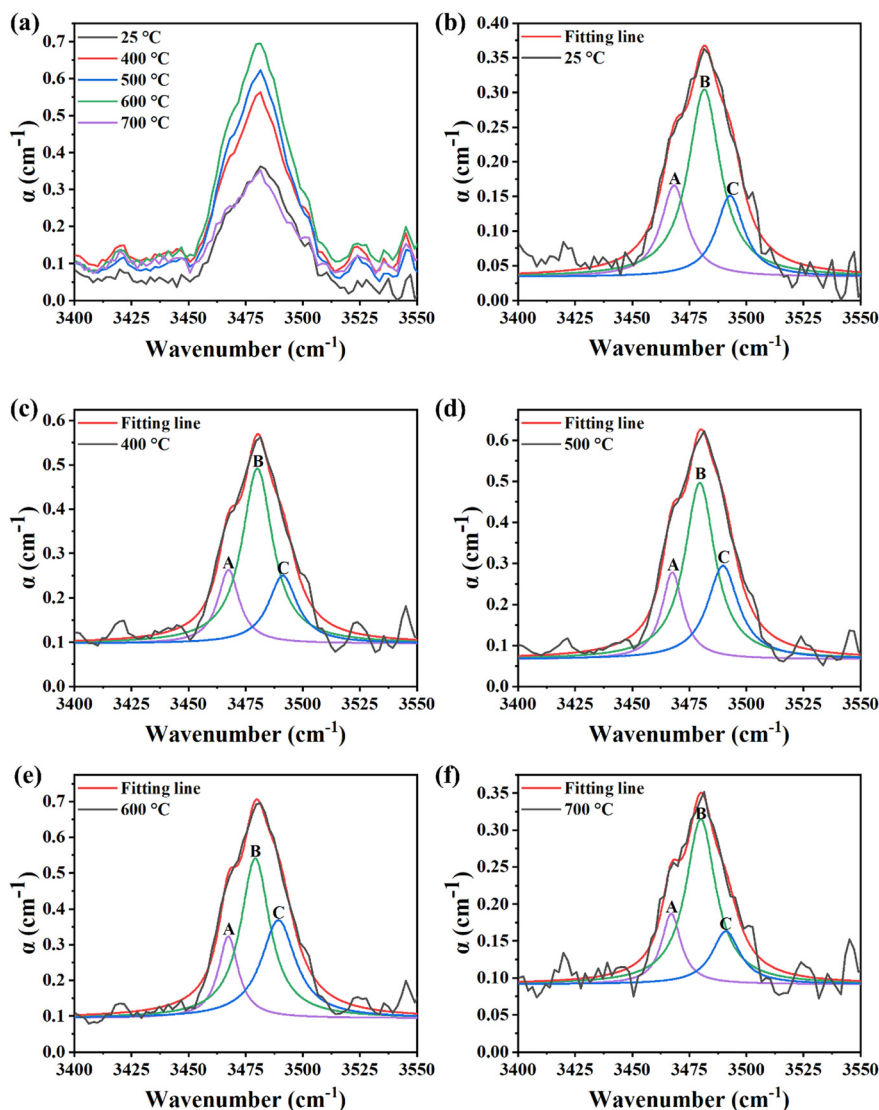 (a)
25 °C
400 °C
500 °C
600 °C
700 °C
0.7
0.6
0.5
0.4
0.3
0.2
0.1
0.0
α (cm⁻¹)
3400 3425 3450 3475 3500 3525 3550
Wavenumber (cm⁻¹)
(b)
Fitting line
25 °C
0.40
0.35
0.30
0.25
0.20
0.15
0.10
0.05
0.00
A
B
C
α (cm⁻¹)
3400 3425 3450 3475 3500 3525 3550
Wavenumber (cm⁻¹)
(c)
Fitting line
400 °C
0.6
0.5
0.4
0.3
0.2
0.1
0.0
A
B
C
α (cm⁻¹)
3400 3425 3450 3475 3500 3525 3550
Wavenumber (cm⁻¹)
(d)
Fitting line
500 °C
0.6
0.5
0.4
0.3
0.2
0.1
0.0
A
B
C
α (cm⁻¹)
3400 3425 3450 3475 3500 3525 3550
Wavenumber (cm⁻¹)
(e)
Fitting line
600 °C
0.7
0.6
0.5
0.4
0.3
0.2
0.1
0.0
A
B
C
α (cm⁻¹)
3400 3425 3450 3475 3500 3525 3550
Wavenumber (cm⁻¹)
(f)
Fitting line
700 °C
0.35
0.30
0.25
0.20
0.15
0.10
0.05
0.00
A
B
C
α (cm⁻¹)
3400 3425 3450 3475 3500 3525 3550
Wavenumber (cm⁻¹)